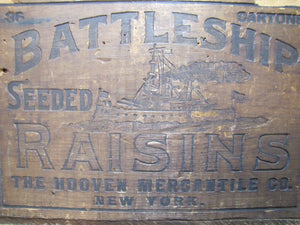 36 CARTONS
BATTLESHIP
SEEDED
RAISINS
THE HOOVEN MERCANTILE CO.
NEW YORK.